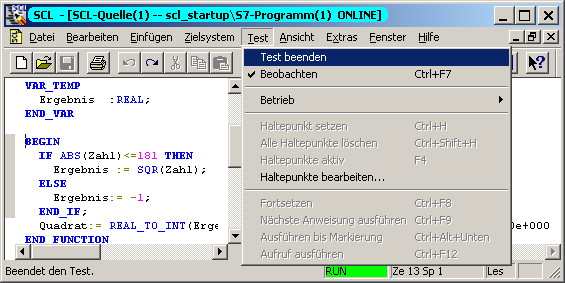 SCL - [SCL-Quelle(1) -- scl_startup\S7-Programm(1) ONLINE]
Datei Bearbeiten Einfügen Zielsystem Test Ansicht Extras Fenster Hilfe
Test beenden
Beobachten Ctrl+F7
Betrieb
Haltepunkt setzen Ctrl+H
Alle Haltepunkte löschen Ctrl+Shift+H
Haltepunkte aktiv F4
Haltepunkte bearbeiten...
Fortsetzen Ctrl+F8
Nächste Anweisung ausführen Ctrl+F9
Ausführen bis Markierung Ctrl+Alt+Unten
Aufruf ausführen Ctrl+F12
VAR_TEMP
Ergebnis :REAL;
END_VAR
BEGIN
IF ABS(Zahl)<=181 THEN
Ergebnis := SQR(Zahl);
ELSE
Ergebnis:= -1;
END_IF;
Quadrat:= REAL_TO_INT(Erge 0e+000
END_FUNCTION
Beendet den Test. RUN Ze 13 Sp 1 Les